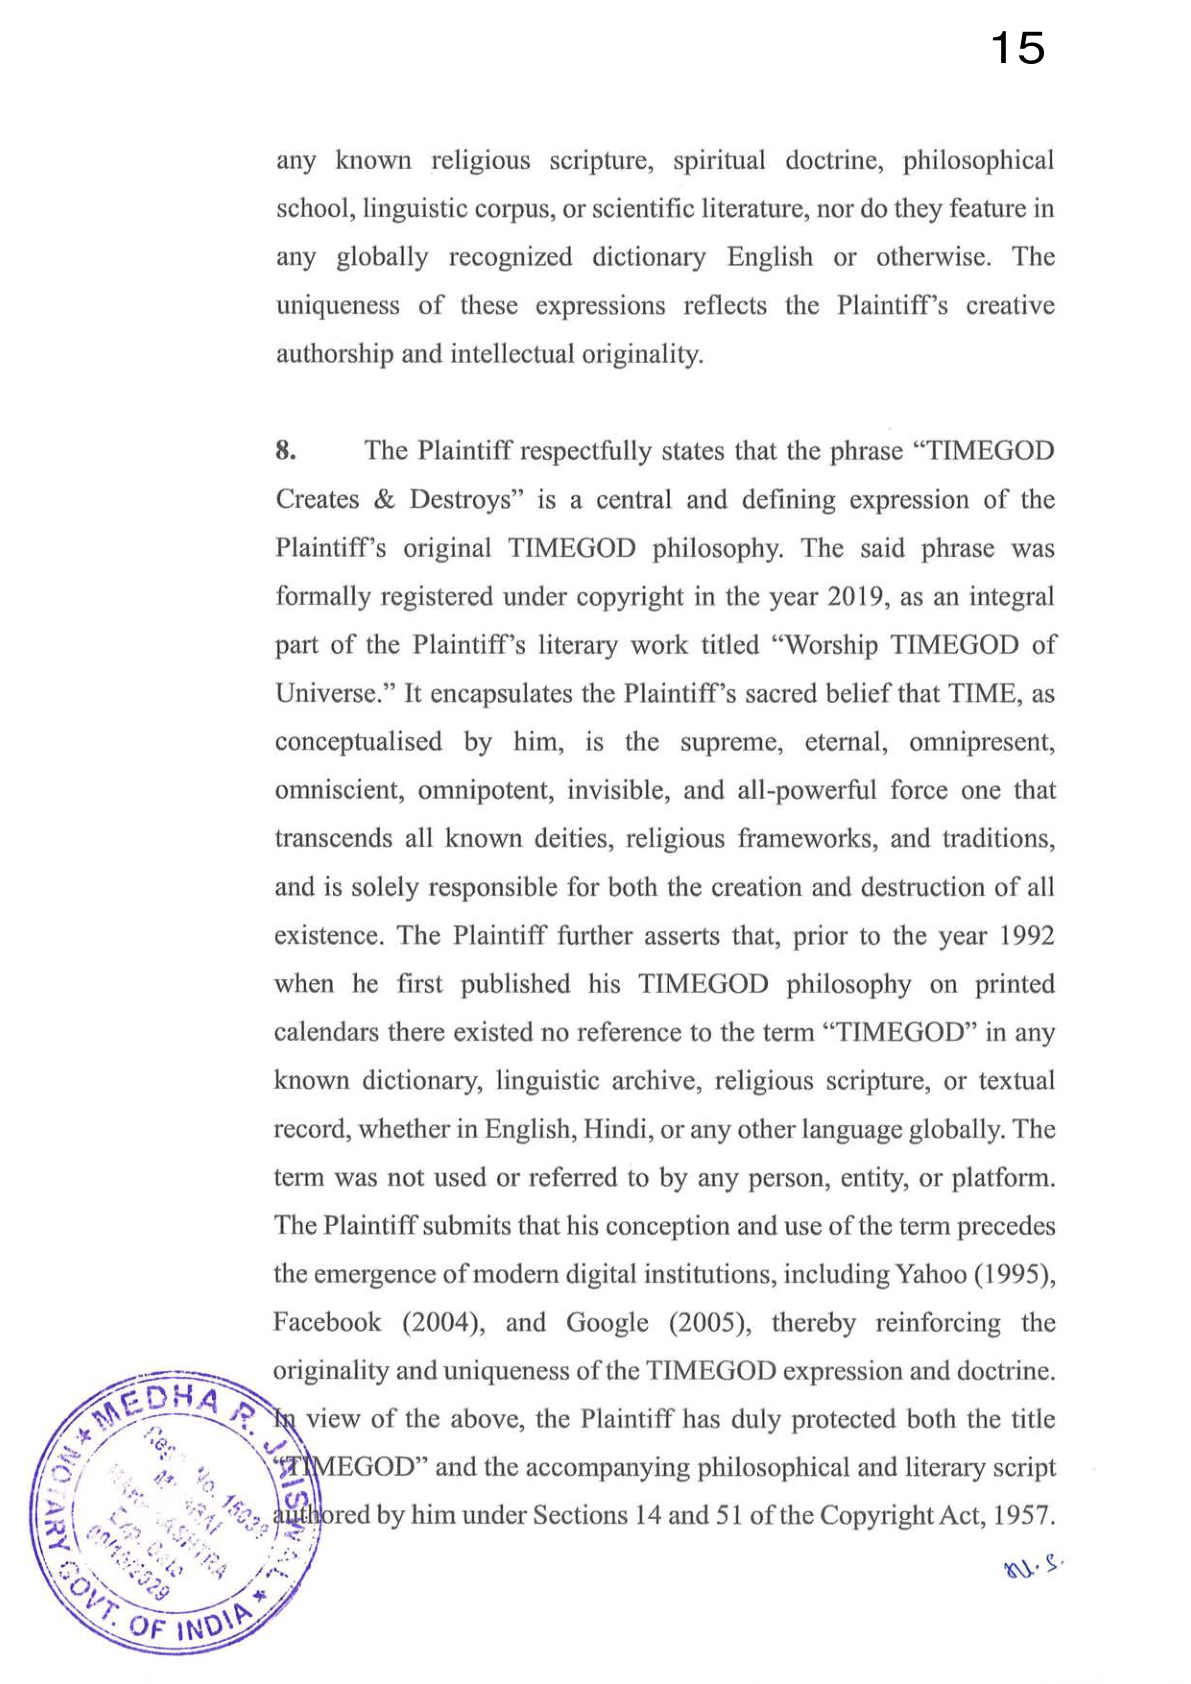 15
any known religious scripture, spiritual doctrine, philosophical
school, linguistic corpus, or scientific literature, nor do they feature in
any globally recognized dictionary English or otherwise. The
uniqueness of these expressions reflects the Plaintiff’s creative
authorship and intellectual originality.
8. The Plaintiff respectfully states that the phrase “TIMEGOD
Creates & Destroys” is a central and defining expression of the
Plaintiff’s original TIMEGOD philosophy. The said phrase was
formally registered under copyright in the year 2019, as an integral
part of the Plaintiff’s literary work titled “Worship TIMEGOD of
Universe.” It encapsulates the Plaintiff’s sacred belief that TIME, as
conceptualised by him, is the supreme, eternal, omnipresent,
omniscient, omnipotent, invisible, and all-powerful force one that
transcends all known deities, religious frameworks, and traditions,
and is solely responsible for both the creation and destruction of all
existence. The Plaintiff further asserts that, prior to the year 1992
when he first published his TIMEGOD philosophy on printed
calendars there existed no reference to the term “TIMEGOD” in any
known dictionary, linguistic archive, religious scripture, or textual
record, whether in English, Hindi, or any other language globally. The
term was not used or referred to by any person, entity, or platform.
The Plaintiff submits that his conception and use of the term precedes
the emergence of modern digital institutions, including Yahoo (1995),
Facebook (2004), and Google (2005), thereby reinforcing the
originality and uniqueness of the TIMEGOD expression and doctrine.
In view of the above, the Plaintiff has duly protected both the title
“TIMEGOD” and the accompanying philosophical and literary script
authored by him under Sections 14 and 51 of the Copyright Act, 1957.
MEDHA R. JAISWAL
NOTARY GOVT. OF INDIA